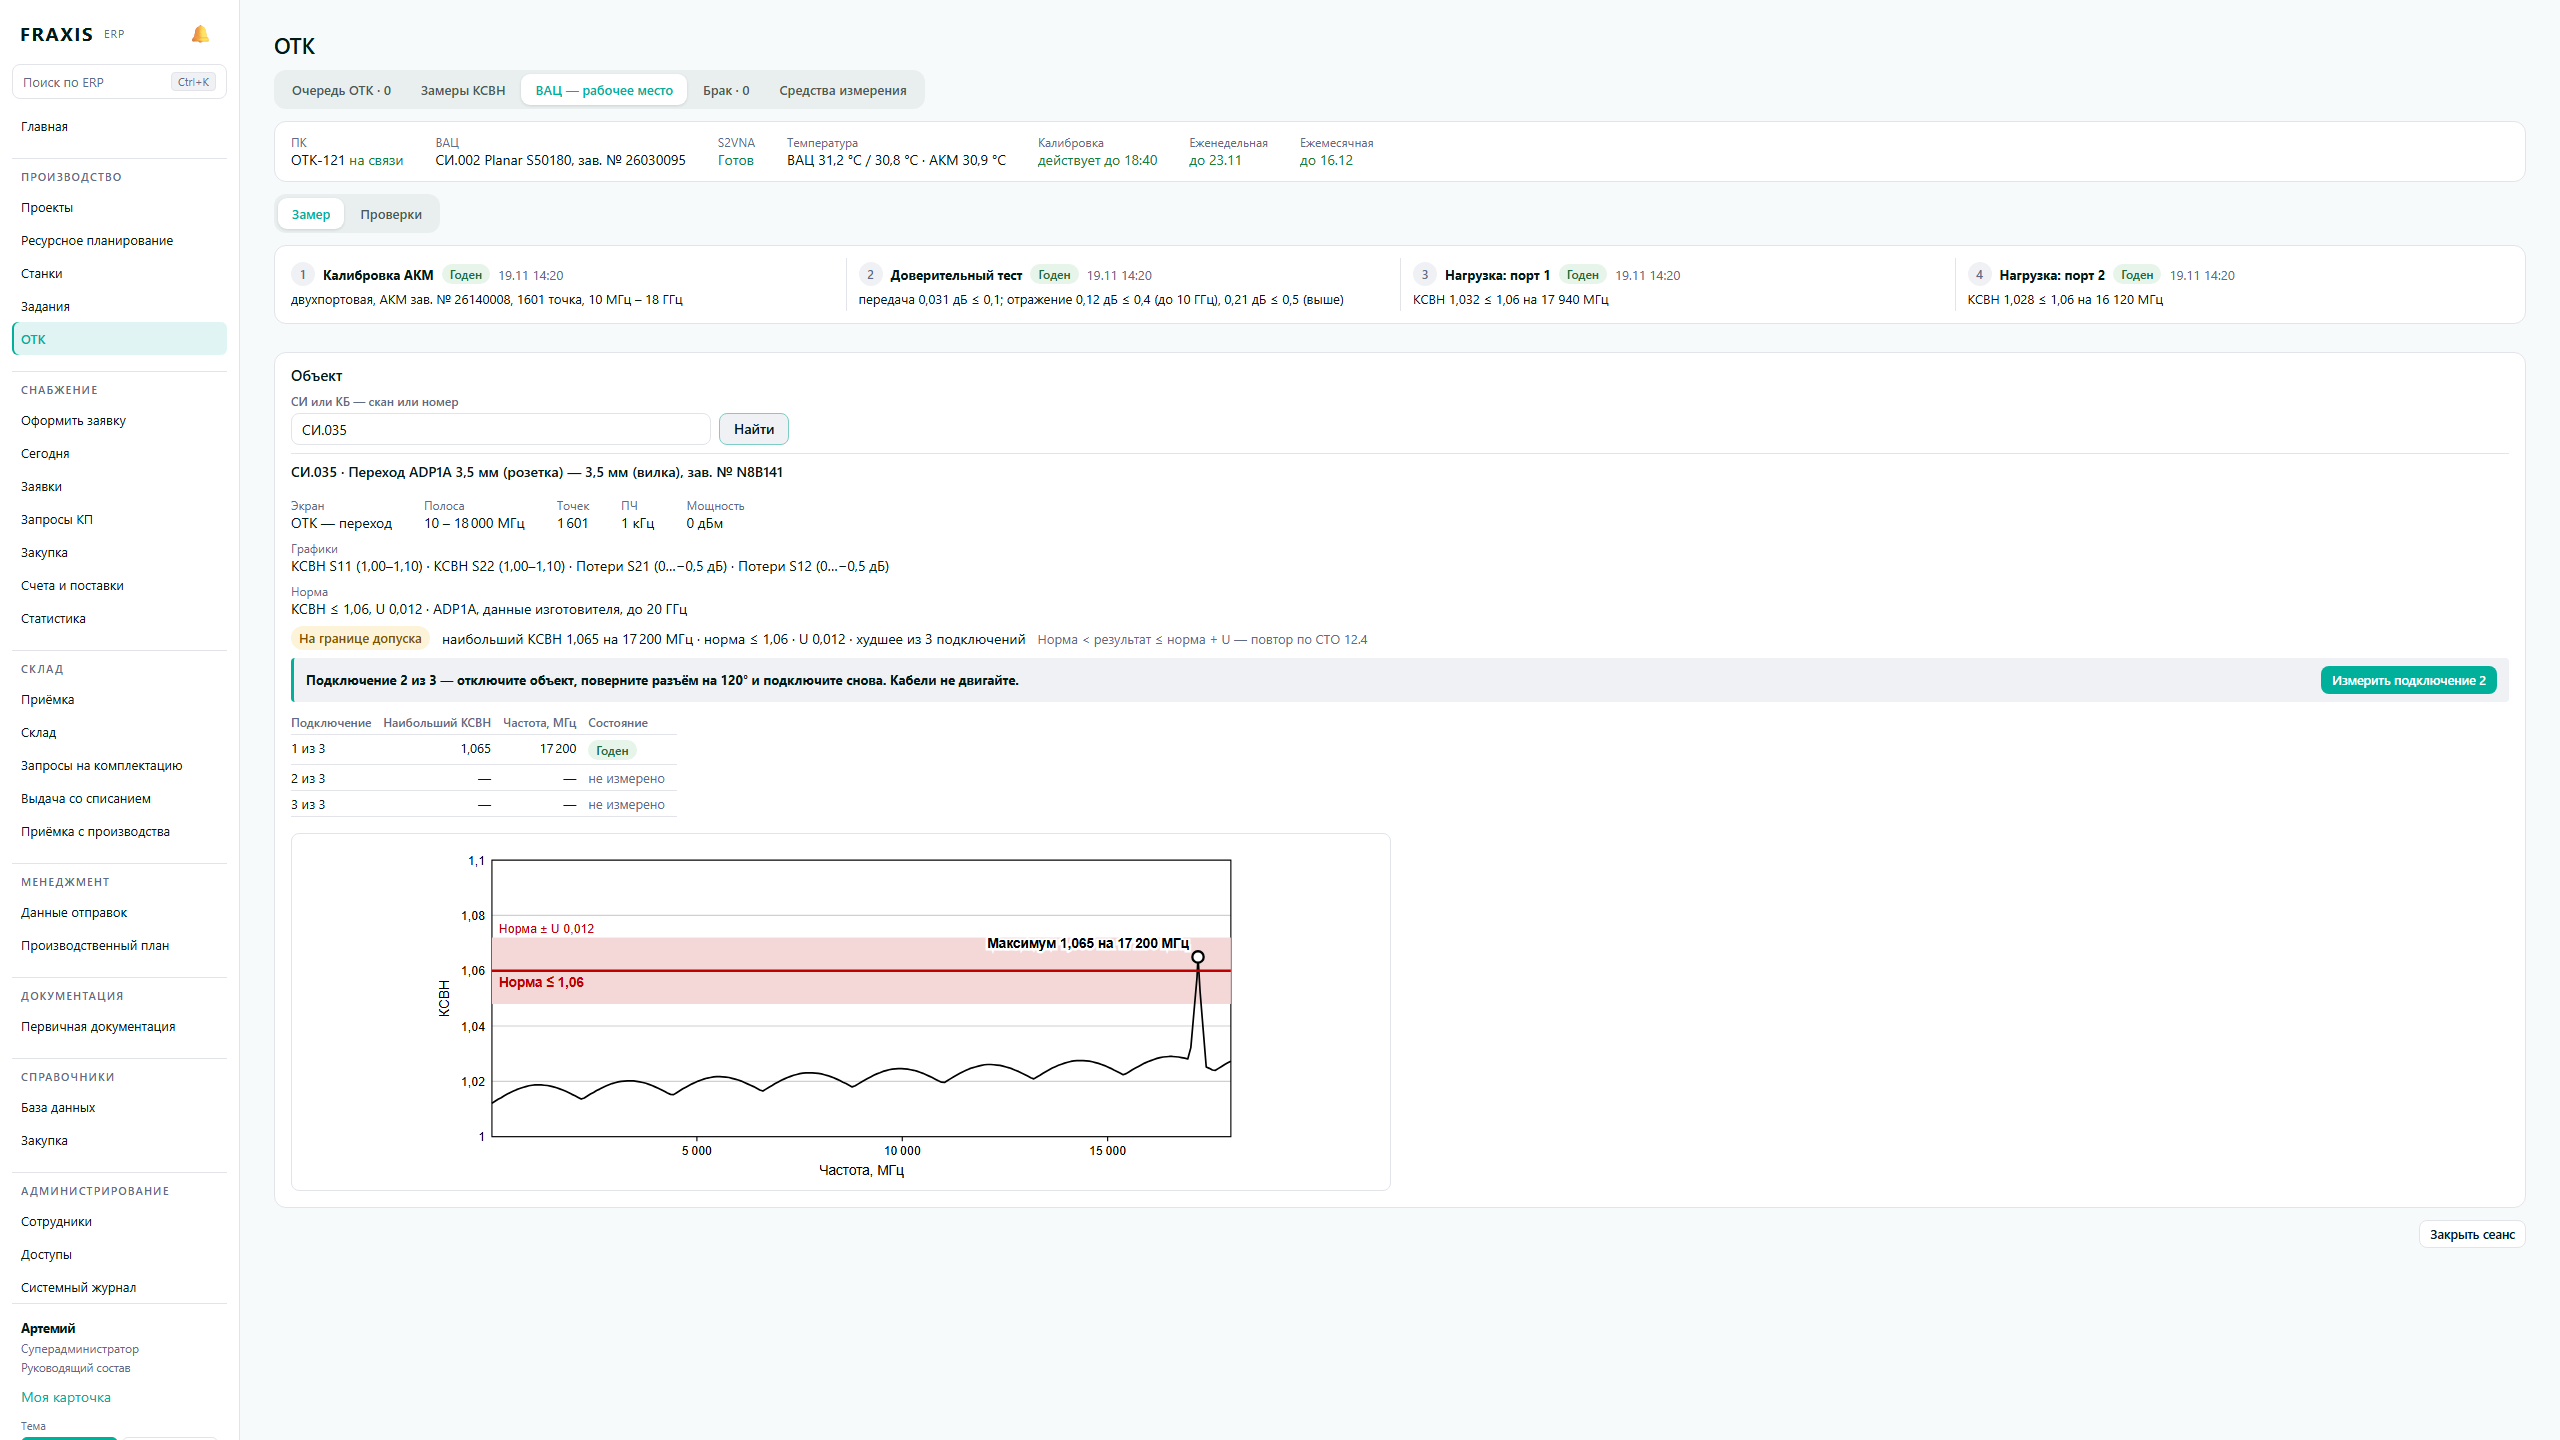 FRAXIS ERP
Поиск по ERP Ctrl+K
Главная
ПРОИЗВОДСТВО
Проекты
Ресурсное планирование
Станки
Задания
ОТК
СНАБЖЕНИЕ
Оформить заявку
Сегодня
Заявки
Запросы КП
Закупка
Счета и поставки
Статистика
СКЛАД
Приёмка
Склад
Запросы на комплектацию
Выдача со списанием
Приёмка с производства
МЕНЕДЖМЕНТ
Данные отправок
Производственный план
ДОКУМЕНТАЦИЯ
Первичная документация
СПРАВОЧНИКИ
База данных
Закупка
АДМИНИСТРИРОВАНИЕ
Сотрудники
Доступы
Системный журнал
Артемий
Суперадминистратор
Руководящий состав
Моя карточка
Тема
ОТК
Очередь ОТК · 0 Замеры КСВН ВАЦ — рабочее место Брак · 0 Средства измерения
ПК ВАЦ S2VNA Температура Калибровка Еженедельная Ежемесячная
ОТК-121 на связи СИ.002 Planar S50180, зав. № 26030095 Готов ВАЦ 31,2 °C / 30,8 °C · АКМ 30,9 °C действует до 18:40 до 23.11 до 16.12
Замер Проверки
1 Калибровка АКМ Годен 19.11 14:20
двухпортовая, АКМ зав. № 26140008, 1601 точка, 10 МГц – 18 ГГц
2 Доверительный тест Годен 19.11 14:20
передача 0,031 дБ ≤ 0,1; отражение 0,12 дБ ≤ 0,4 (до 10 ГГц), 0,21 дБ ≤ 0,5 (выше)
3 Нагрузка: порт 1 Годен 19.11 14:20
КСВН 1,032 ≤ 1,06 на 17 940 МГц
4 Нагрузка: порт 2 Годен 19.11 14:20
КСВН 1,028 ≤ 1,06 на 16 120 МГц
Объект
СИ или КБ — скан или номер
СИ.035 Найти
СИ.035 · Переход ADP1A 3,5 мм (розетка) — 3,5 мм (вилка), зав. № N8B141
Экран Полоса Точек ПЧ Мощность
ОТК — переход 10 – 18 000 МГц 1 601 1 кГц 0 дБм
Графики
КСВН S11 (1,00–1,10) · КСВН S22 (1,00–1,10) · Потери S21 (0…−0,5 дБ) · Потери S12 (0…−0,5 дБ)
Норма
КСВН ≤ 1,06, U 0,012 · ADP1A, данные изготовителя, до 20 ГГц
На границе допуска наибольший КСВН 1,065 на 17 200 МГц · норма ≤ 1,06 · U 0,012 · худшее из 3 подключений Норма < результат ≤ норма + U — повтор по СТО 12.4
Подключение 2 из 3 — отключите объект, поверните разъём на 120° и подключите снова. Кабели не двигайте. Измерить подключение 2
Подключение Наибольший КСВН Частота, МГц Состояние
1 из 3 1,065 17 200 Годен
2 из 3 — — не измерено
3 из 3 — — не измерено
1,1
1,08
Норма ± U 0,012
Максимум 1,065 на 17 200 МГц
1,06
Норма ≤ 1,06
КСВН
1,04
1,02
1
5 000 10 000 15 000
Частота, МГц
Закрыть сеанс